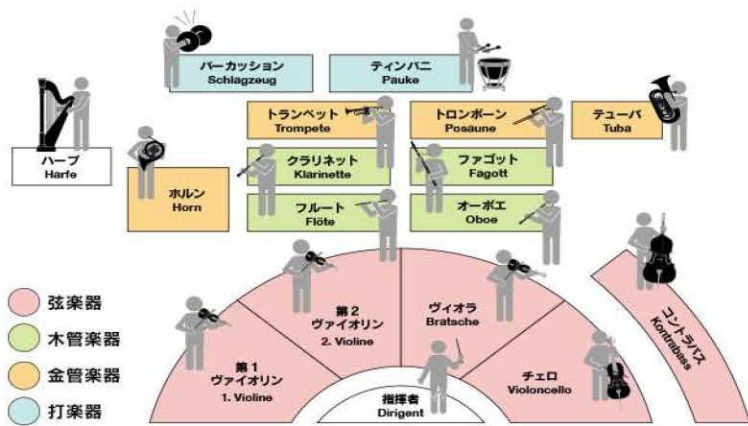 パーカッション
Schlagzeug
ティンパニ
Pauke
トランペット
Trompete
トロンボーン
Posaune
テューバ
Tuba
ハープ
Harfe
ホルン
Horn
クラリネット
Klarinette
ファゴット
Fagott
フルート
Flöte
オーボエ
Oboe
第1
ヴァイオリン
1. Violine
第2
ヴァイオリン
2. Violine
ヴィオラ
Bratsche
チェロ
Violoncello
コントラバス
Kontrabass
指揮者
Dirigent
弦楽器
木管楽器
金管楽器
打楽器